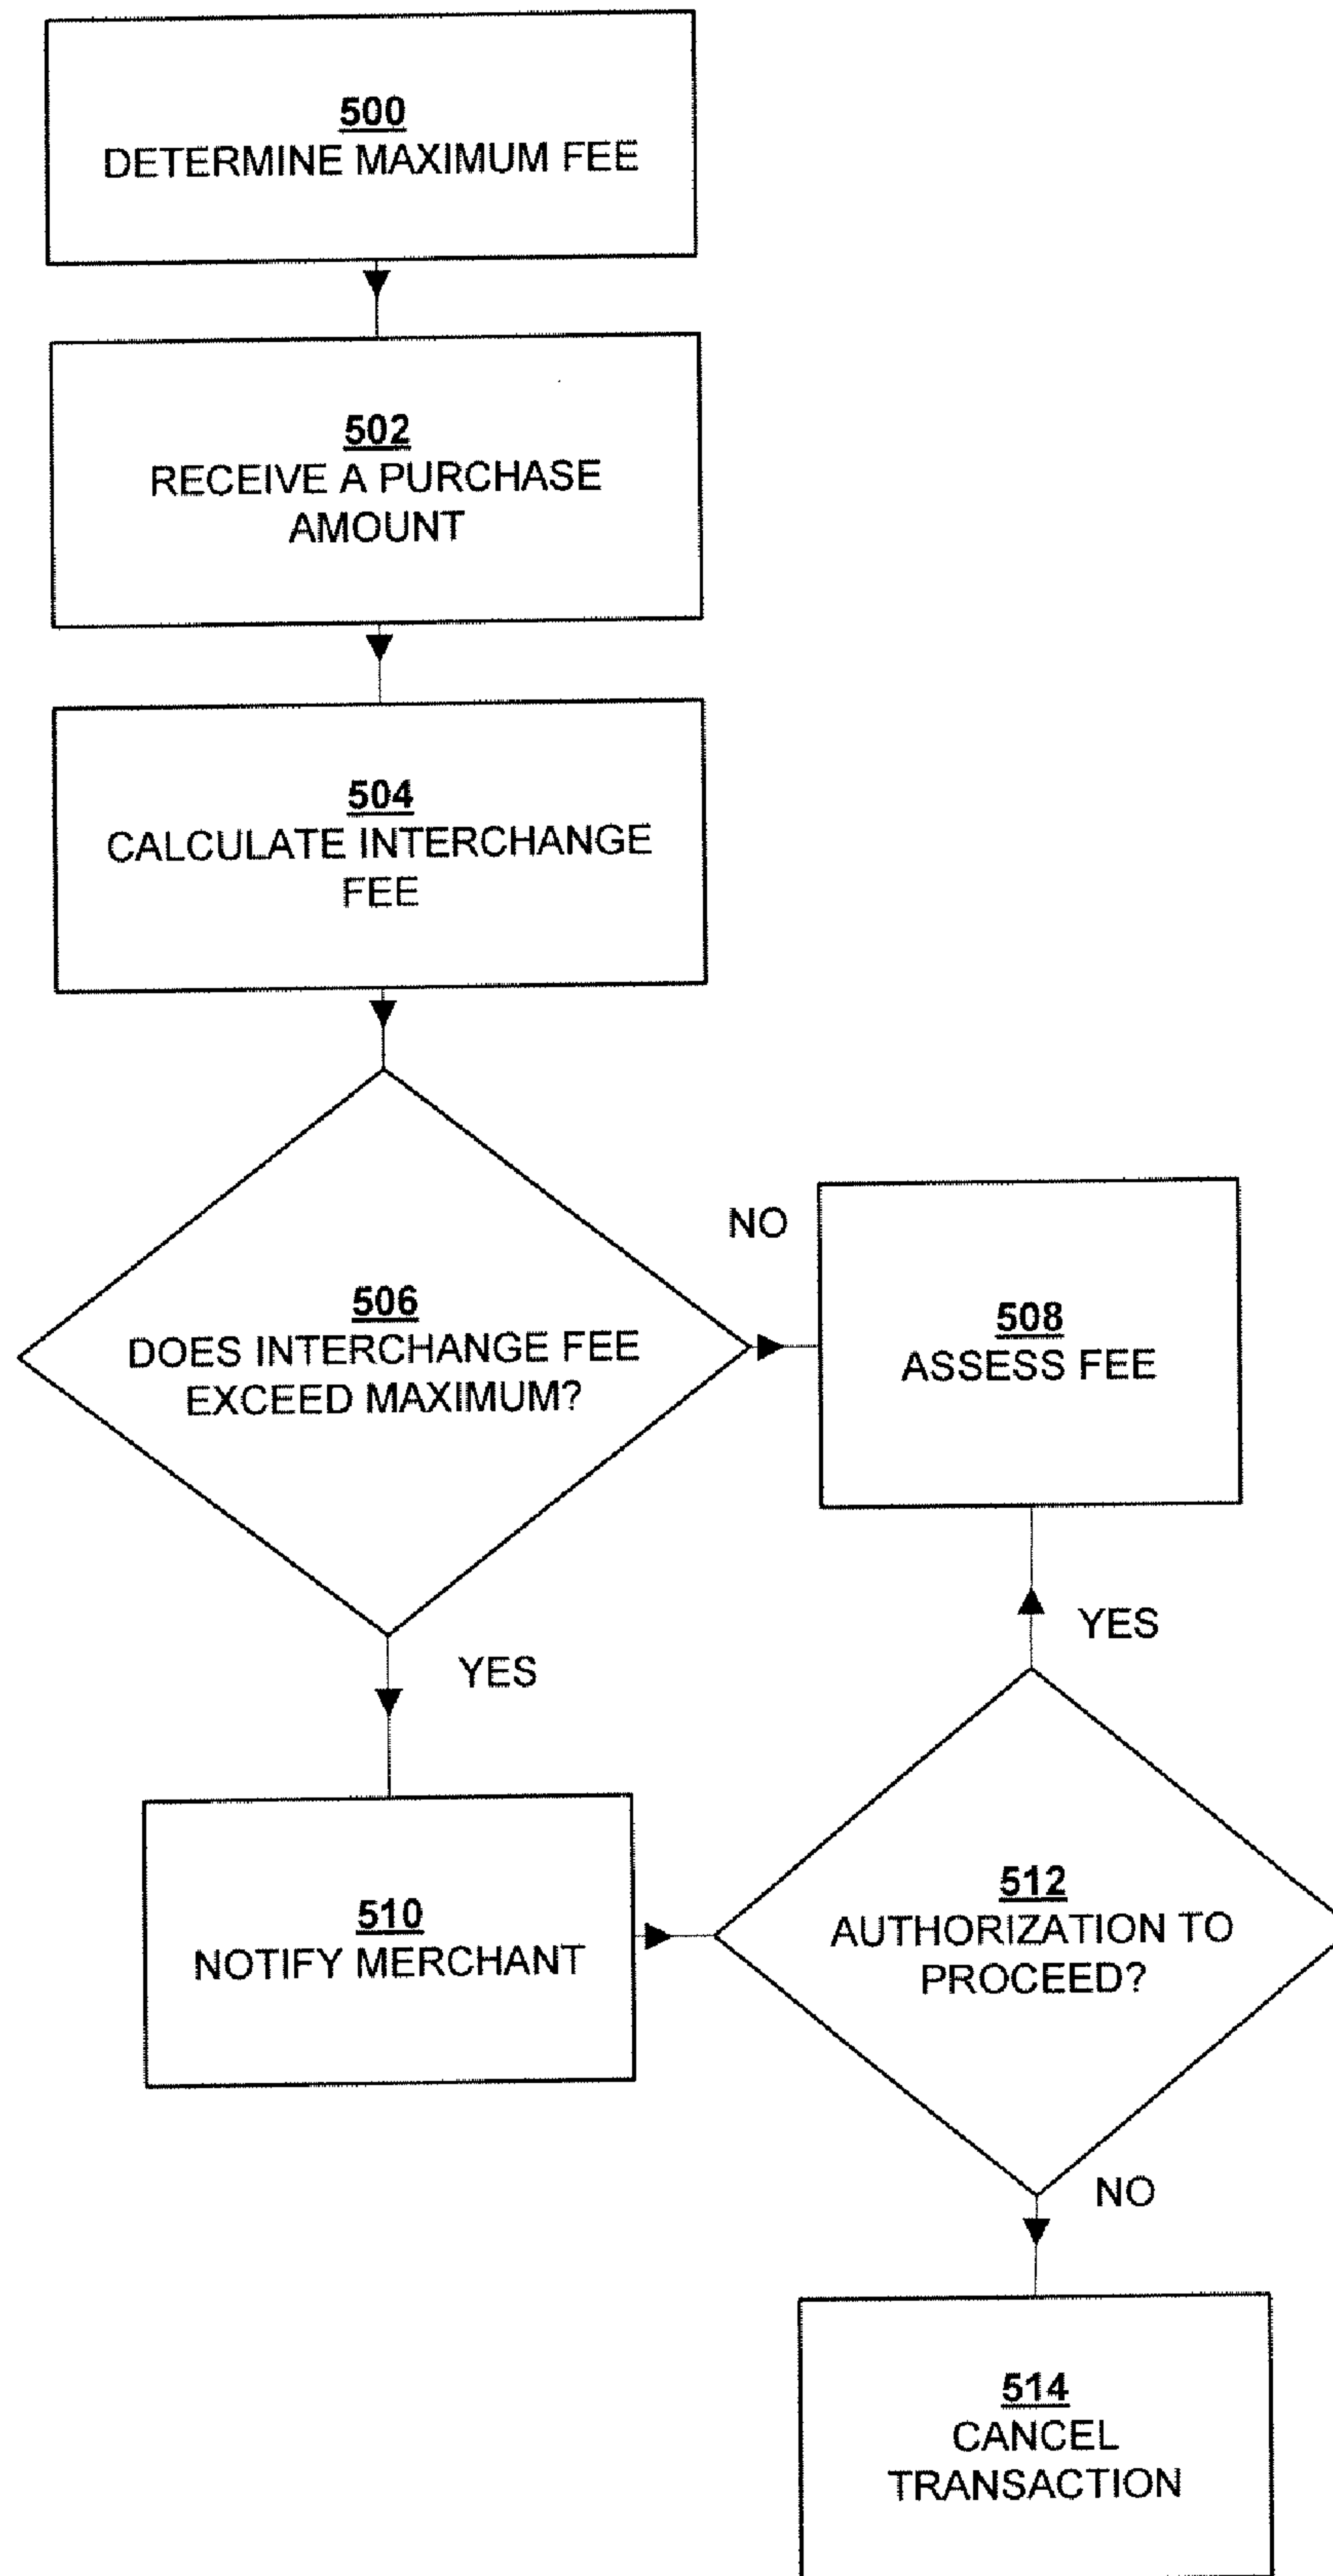 500
DETERMINE MAXIMUM FEE
502
RECEIVE A PURCHASE
AMOUNT
504
CALCULATE INTERCHANGE
FEE
506
DOES INTERCHANGE FEE
EXCEED MAXIMUM?
NO
508
ASSESS FEE
YES
YES
510
NOTIFY MERCHANT
512
AUTHORIZATION TO
PROCEED?
NO
514
CANCEL
TRANSACTION